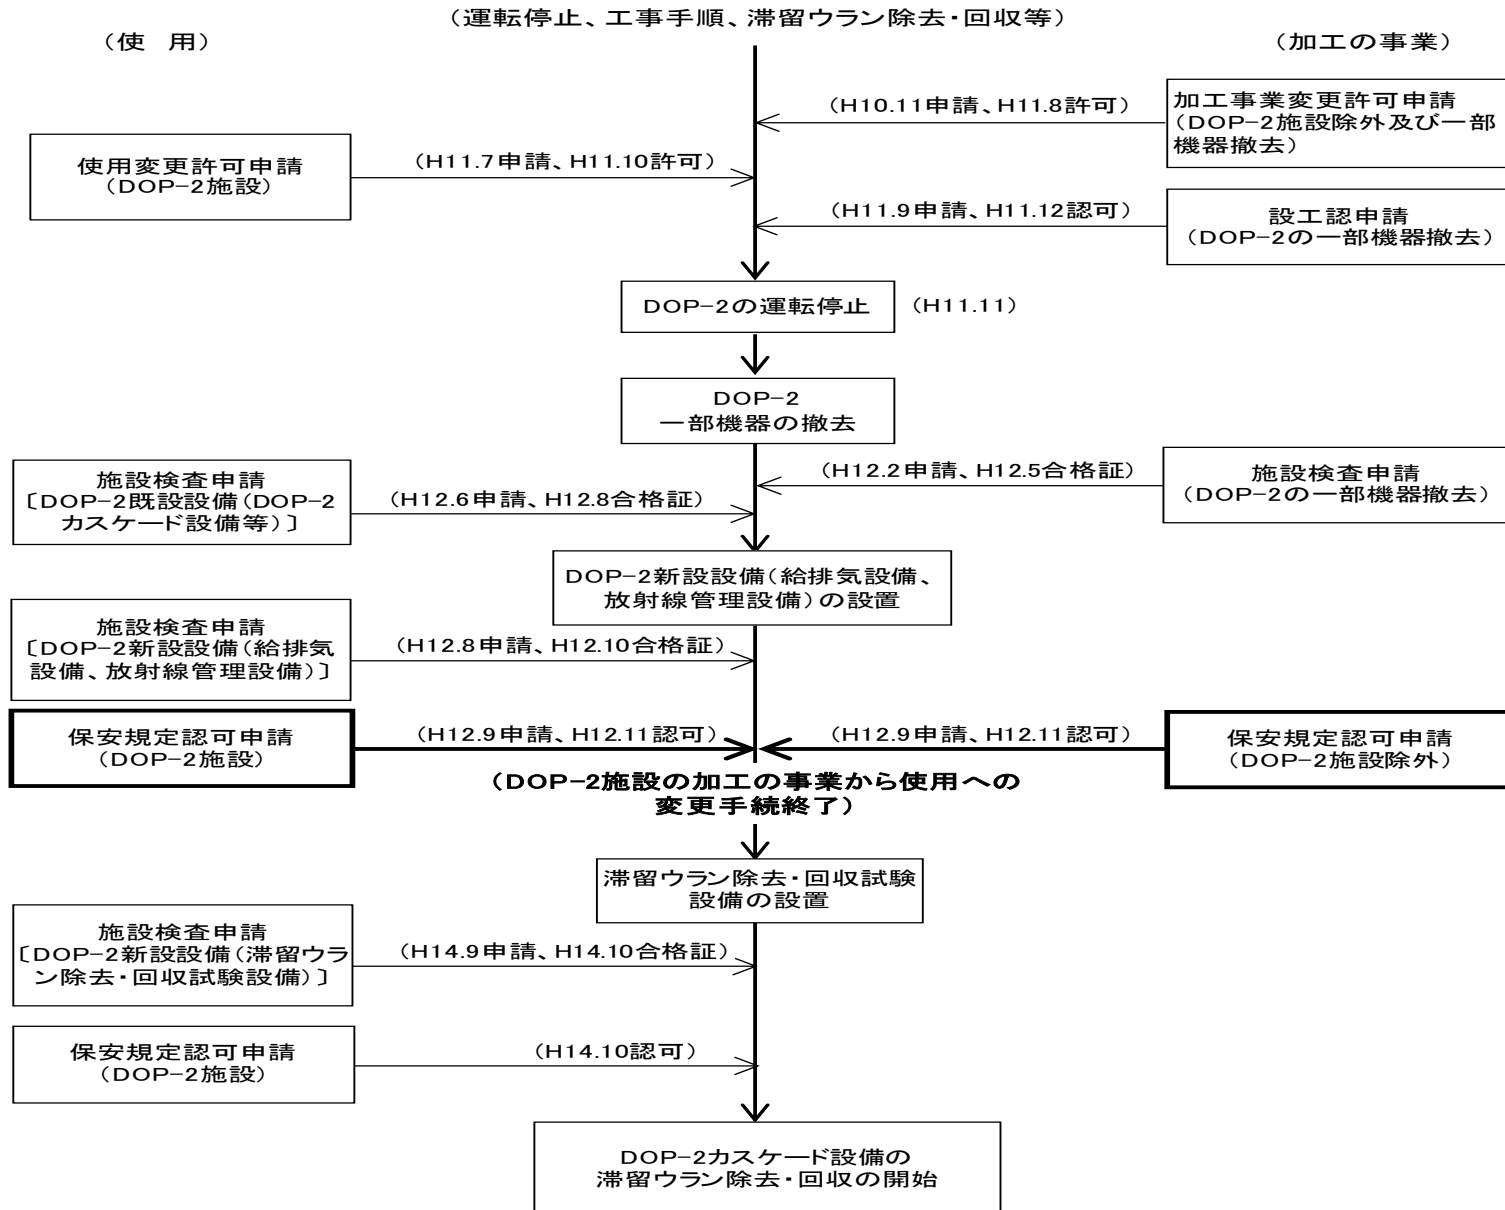 (運転停止、工事手順、滞留ウラン除去・回収等)
(使　用)
(加工の事業)
(H10.11申請、H11.8許可)
加工事業変更許可申請
(DOP-2施設除外及び一部
機器撤去)
使用変更許可申請
(DOP-2施設)
(H11.7申請、H11.10許可)
(H11.9申請、H11.12認可)
設工認申請
(DOP-2の一部機器撤去)
DOP-2の運転停止
(H11.11)
DOP-2
一部機器の撤去
(H12.2申請、H12.5合格証)
施設検査申請
(DOP-2の一部機器撤去)
施設検査申請
〔DOP-2既設設備(DOP-2
カスケード設備等)〕
(H12.6申請、H12.8合格証)
DOP-2新設設備(給排気設備、
放射線管理設備)の設置
施設検査申請
〔DOP-2新設設備(給排気
設備、放射線管理設備)〕
(H12.8申請、H12.10合格証)
保安規定認可申請
(DOP-2施設)
(H12.9申請、H12.11認可)
(H12.9申請、H12.11認可)
保安規定認可申請
(DOP-2施設除外)
(DOP-2施設の加工の事業から使用への
変更手続終了)
滞留ウラン除去・回収試験
設備の設置
施設検査申請
〔DOP-2新設設備(滞留ウラ
ン除去・回収試験設備)〕
(H14.9申請、H14.10合格証)
保安規定認可申請
(DOP-2施設)
(H14.10認可)
DOP-2カスケード設備の
滞留ウラン除去・回収の開始